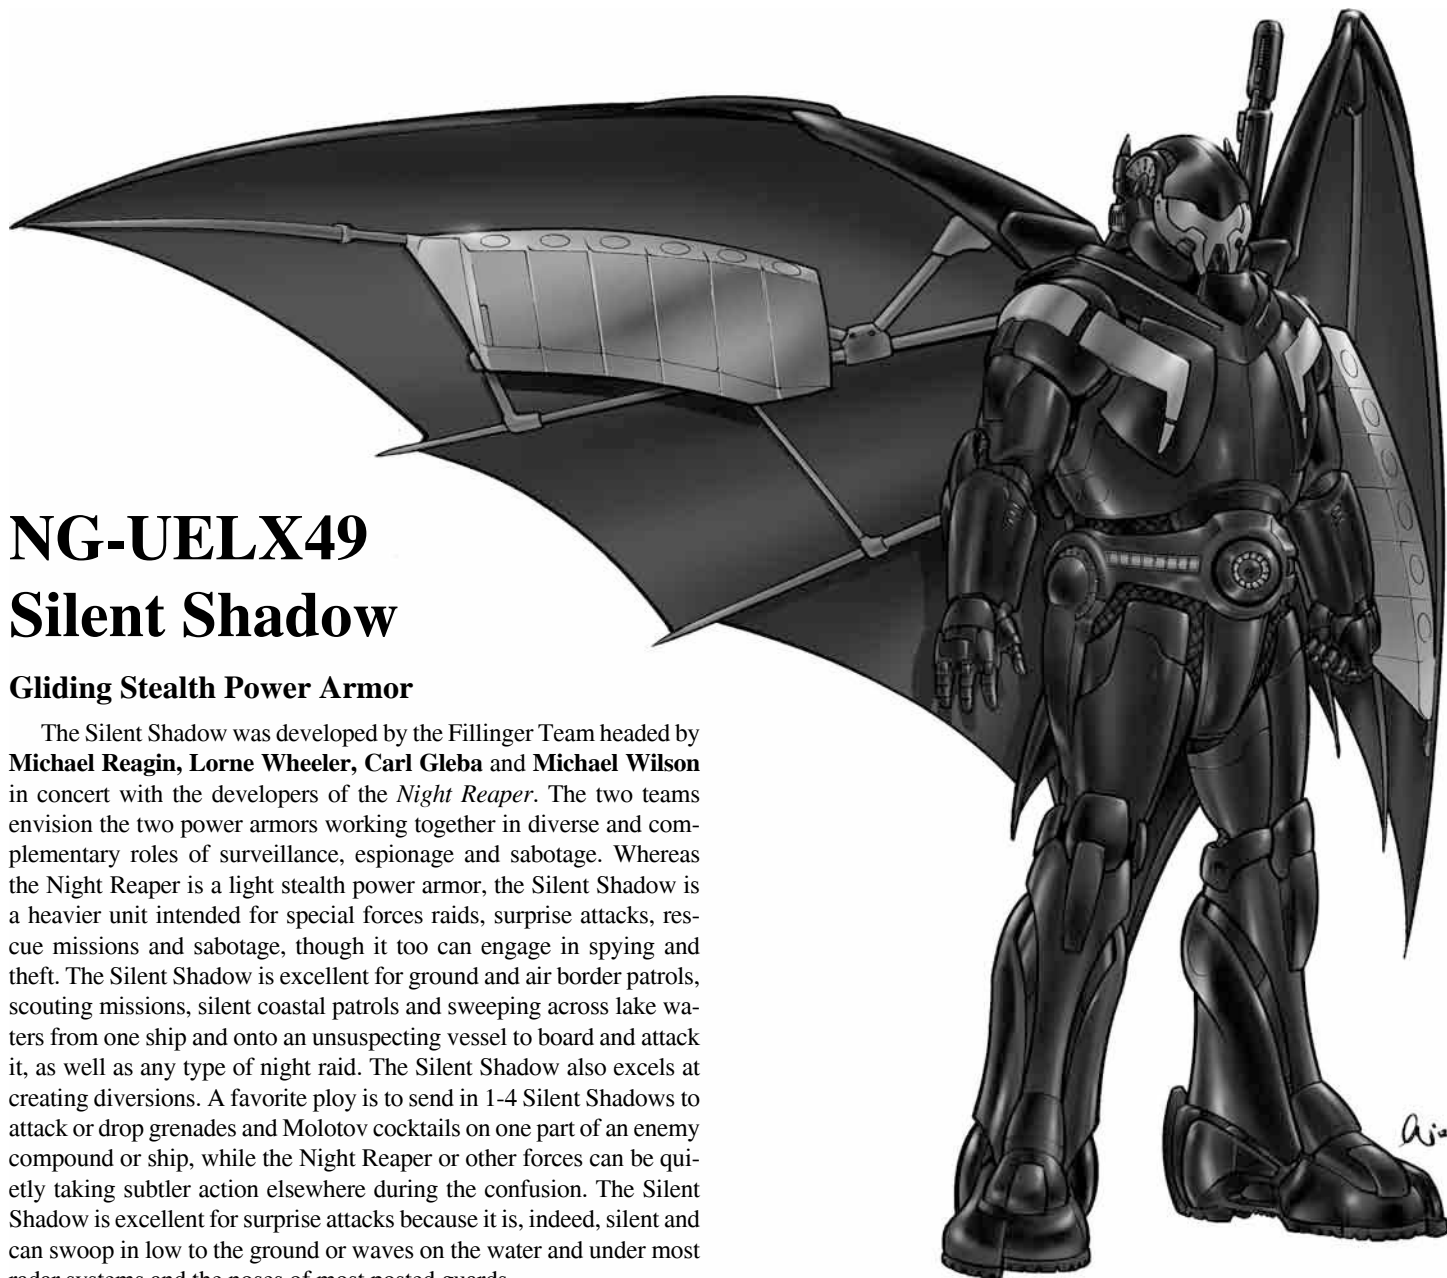 NG-UELX49
Silent Shadow
Gliding Stealth Power Armor
The Silent Shadow was developed by the Fillinger Team headed by
Michael Reagin, Lorne Wheeler, Carl Gleba and Michael Wilson
in concert with the developers of the Night Reaper. The two teams
envision the two power armors working together in diverse and com-
plementary roles of surveillance, espionage and sabotage. Whereas
the Night Reaper is a light stealth power armor, the Silent Shadow is
a heavier unit intended for special forces raids, surprise attacks, res-
cue missions and sabotage, though it too can engage in spying and
theft. The Silent Shadow is excellent for ground and air border patrols,
scouting missions, silent coastal patrols and sweeping across lake wa-
ters from one ship and onto an unsuspecting vessel to board and attack
it, as well as any type of night raid. The Silent Shadow also excels at
creating diversions. A favorite ploy is to send in 1-4 Silent Shadows to
attack or drop grenades and Molotov cocktails on one part of an enemy
compound or ship, while the Night Reaper or other forces can be qui-
etly taking subtler action elsewhere during the confusion. The Silent
Shadow is excellent for surprise attacks because it is, indeed, silent and
can swoop in low to the ground or waves on the water and under most
radar systems and the noses of most posted guards.